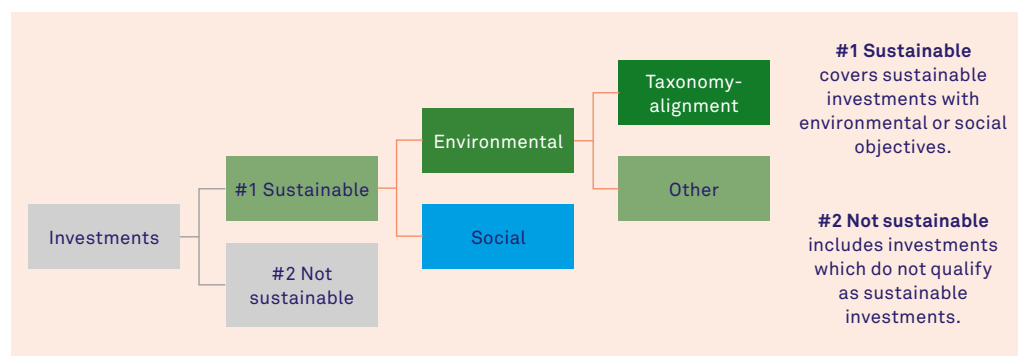 Investments
#1 Sustainable
#2 Not
sustainable
Environmental
Social
Taxonomy-
alignment
Other
#1 Sustainable
covers sustainable
investments with
environmental or social
objectives.
#2 Not sustainable
includes investments
which do not qualify
as sustainable
investments.